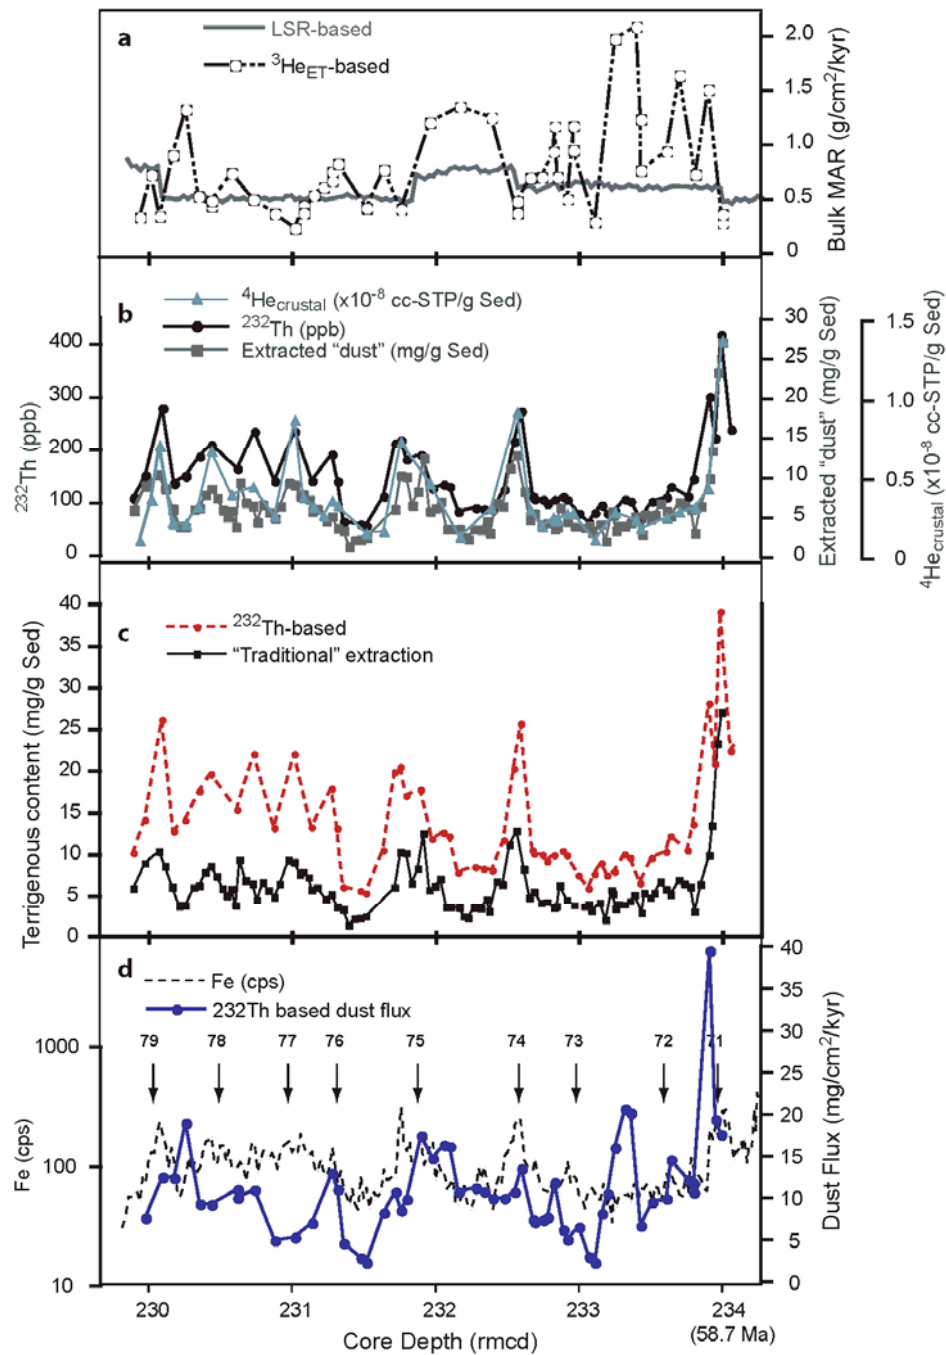 a
LSR-based
³HeET-based
2.0
1.5
1.0
0.5
0
Bulk MAR (g/cm²/kyr)
b
⁴Hecrustal (x10⁻⁸ cc-STP/g Sed)
²³²Th (ppb)
Extracted “dust” (mg/g Sed)
400
300
200
100
0
²³²Th (ppb)
30
25
20
15
10
5
0
Extracted “dust” (mg/g Sed)
1.5
1.0
0.5
0
⁴Hecrustal (x10⁻⁸ cc-STP/g Sed)
c
²³²Th-based
“Traditional” extraction
40
35
30
25
20
15
10
5
0
Terrigenous content (mg/g Sed)
d
Fe (cps)
232Th based dust flux
79 78 77 76 75 74 73 72 71
1000
100
10
Fe (cps)
40
35
30
25
20
15
10
5
0
Dust Flux (mg/cm²/kyr)
230 231 232 233 234
(58.7 Ma)
Core Depth (rmcd)